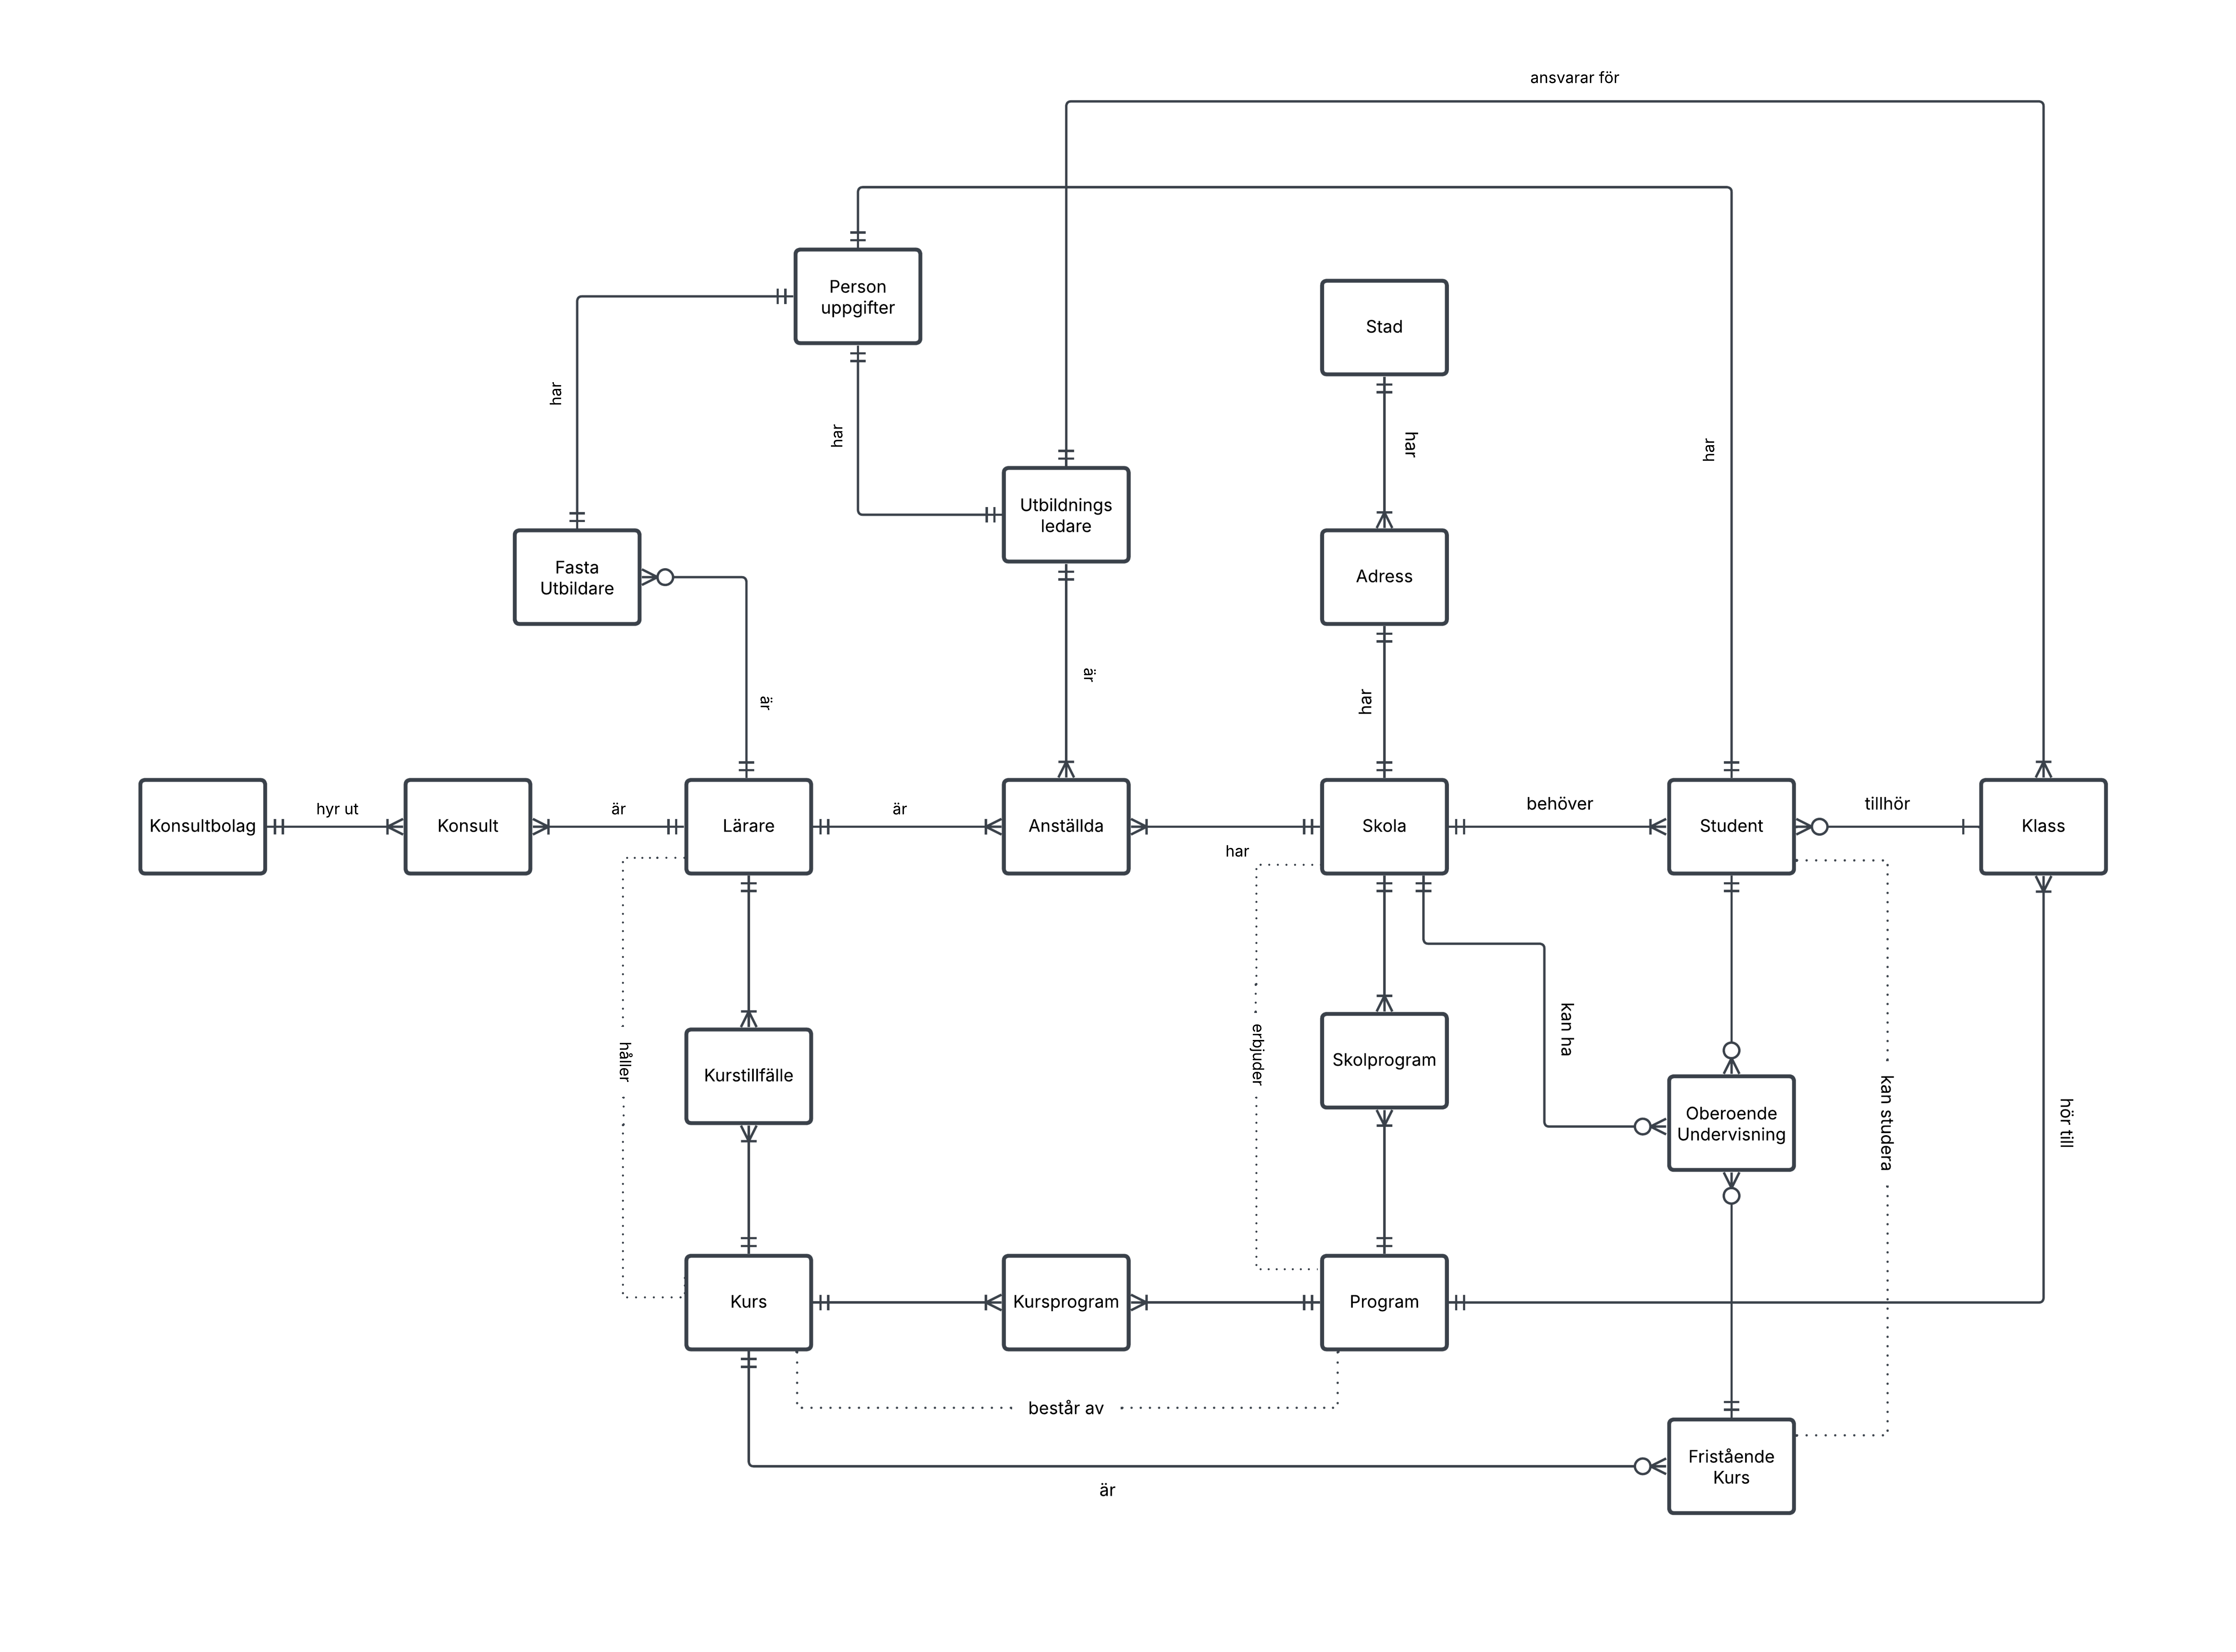 ansvarar för
Person
uppgifter
Stad
har
har
har
har
Utbildnings
ledare
Fasta
Utbildare
Adress
är
är
har
Konsultbolag
hyr ut
Konsult
är
Lärare
är
Anställda
har
Skola
behöver
Student
tillhör
Klass
håller
Kurstillfälle
erbjuder
Skolprogram
kan ha
Oberoende
Undervisning
kan studera
hör till
Kurs
Kursprogram
Program
består av
är
Fristående
Kurs